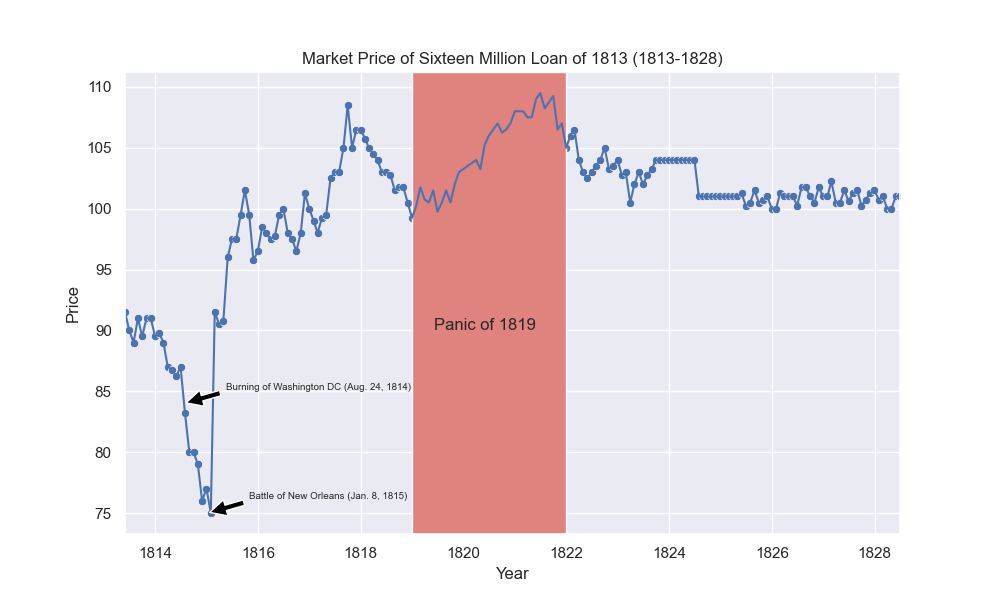 Market Price of Sixteen Million Loan of 1813 (1813-1828)
110
105
100
95
90
85
80
75
Price
Panic of 1819
Burning of Washington DC (Aug. 24, 1814)
Battle of New Orleans (Jan. 8, 1815)
1814 1816 1818 1820 1822 1824 1826 1828
Year